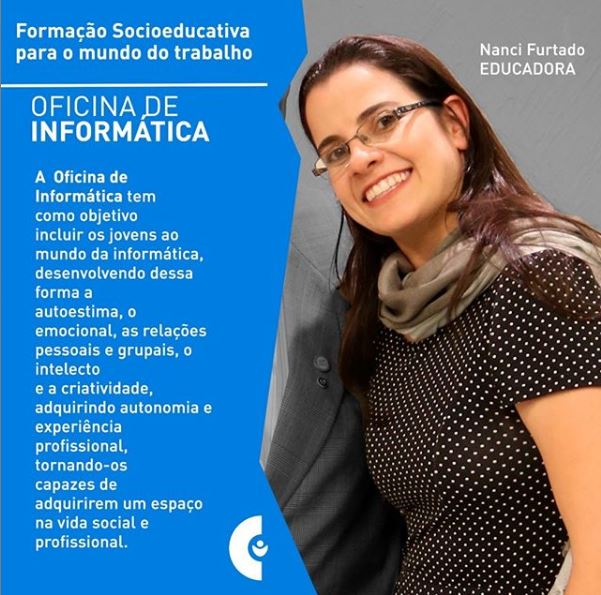 Formação Socioeducativa
para o mundo do trabalho
Nanci Furtado
EDUCADORA
OFICINA DE
INFORMÁTICA
A Oficina de
Informática tem
como objetivo
incluir os jovens ao
mundo da informática,
desenvolvendo dessa
forma a
autoestima, o
emocional, as relações
pessoais e grupais, o
intelecto
e a criatividade,
adquirindo autonomia e
experiência
profissional,
tornando-os
capazes de
adquirirem um espaço
na vida social e
profissional.